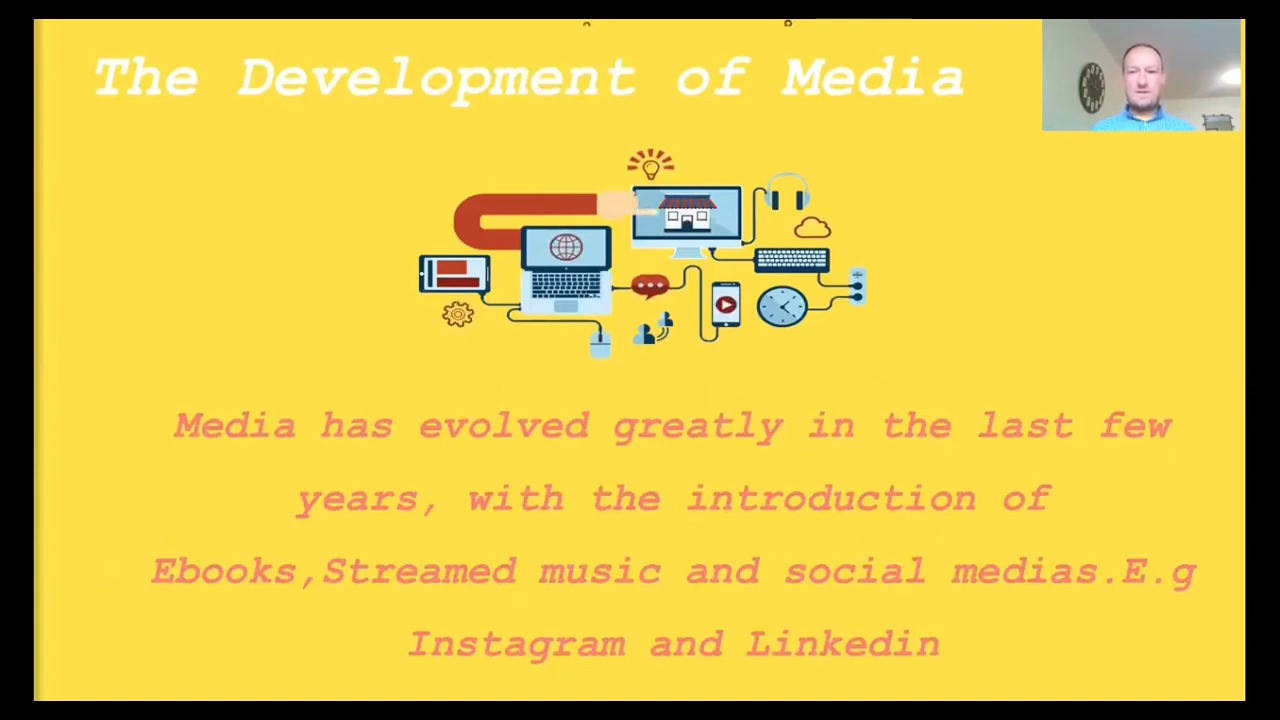 The Development of Media
Media has evolved greatly in the last few
years, with the introduction of
Ebooks,Streamed music and social medias.E.g
Instagram and Linkedin